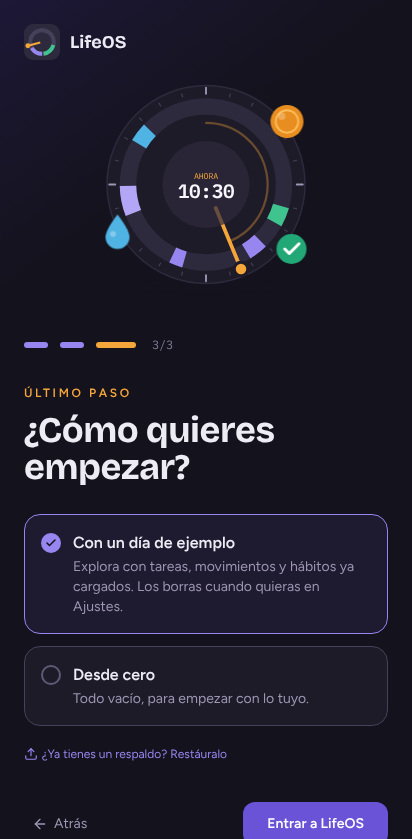 LifeOS
AHORA
10:30
3/3
ÚLTIMO PASO
¿Cómo quieres
empezar?
Con un día de ejemplo
Explora con tareas, movimientos y hábitos ya
cargados. Los borras cuando quieras en
Ajustes.
Desde cero
Todo vacío, para empezar con lo tuyo.
¿Ya tienes un respaldo? Restáuralo
Atrás
Entrar a LifeOS